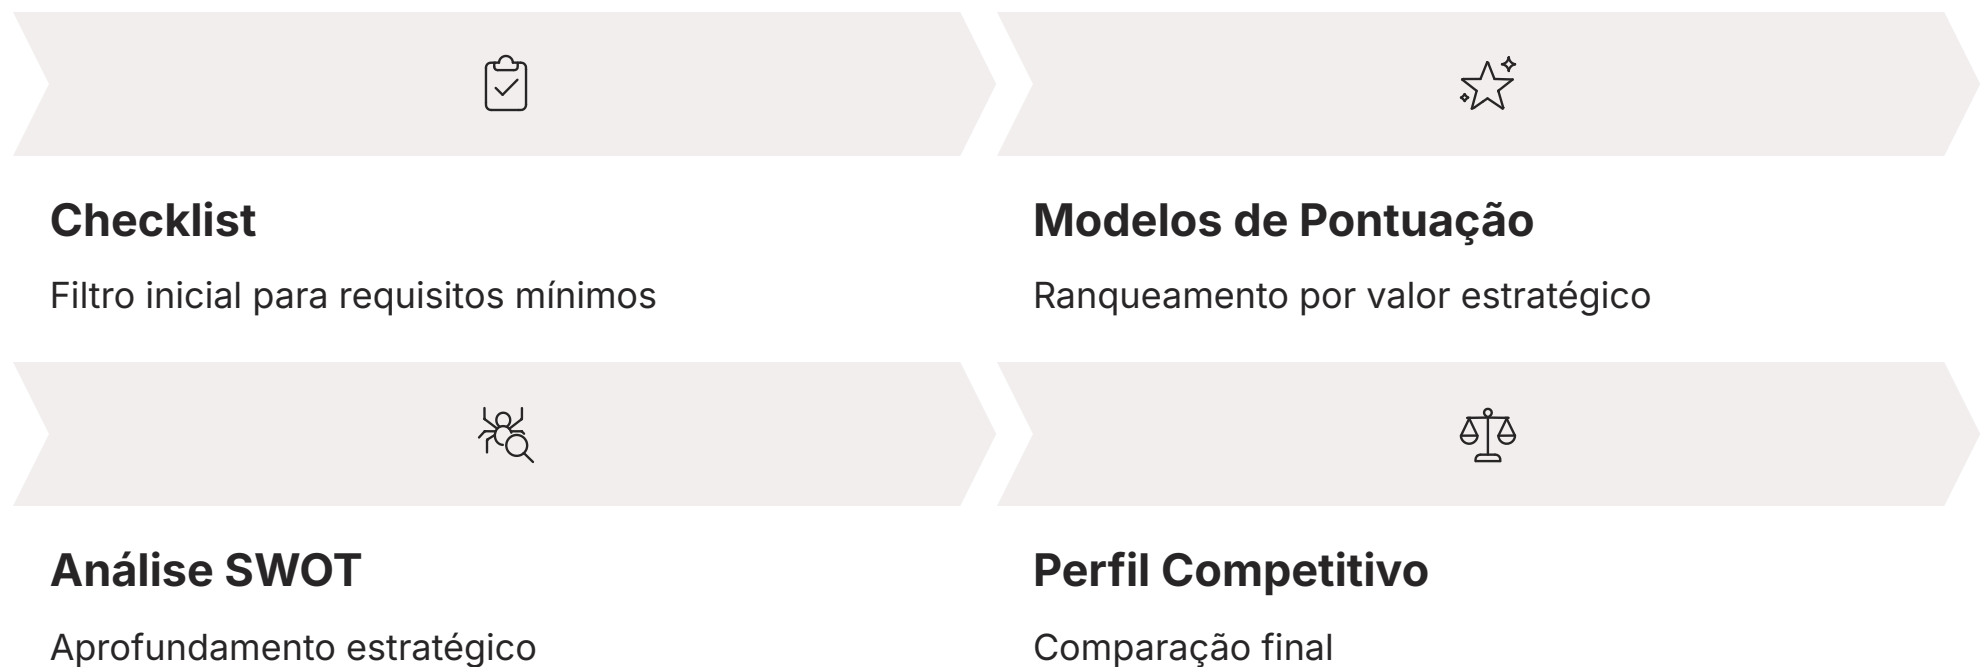 Checklist
Filtro inicial para requisitos mínimos
Modelos de Pontuação
Ranqueamento por valor estratégico
Análise SWOT
Aprofundamento estratégico
Perfil Competitivo
Comparação final